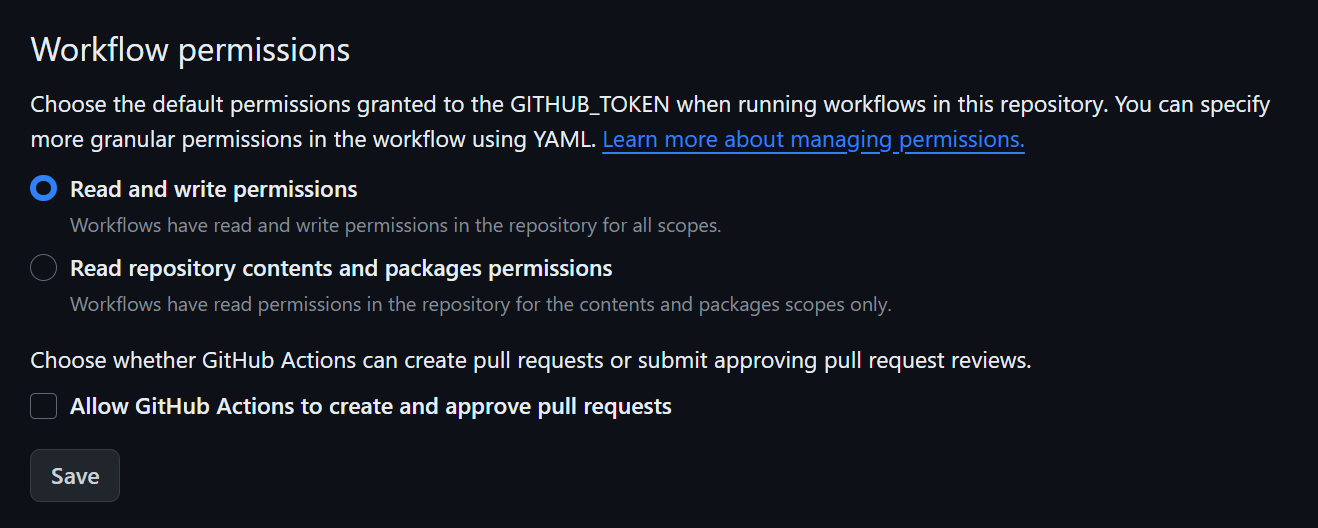 Workflow permissions
Choose the default permissions granted to the GITHUB_TOKEN when running workflows in this repository. You can specify
more granular permissions in the workflow using YAML. Learn more about managing permissions.
Read and write permissions
Workflows have read and write permissions in the repository for all scopes.
Read repository contents and packages permissions
Workflows have read permissions in the repository for the contents and packages scopes only.
Choose whether GitHub Actions can create pull requests or submit approving pull request reviews.
Allow GitHub Actions to create and approve pull requests
Save